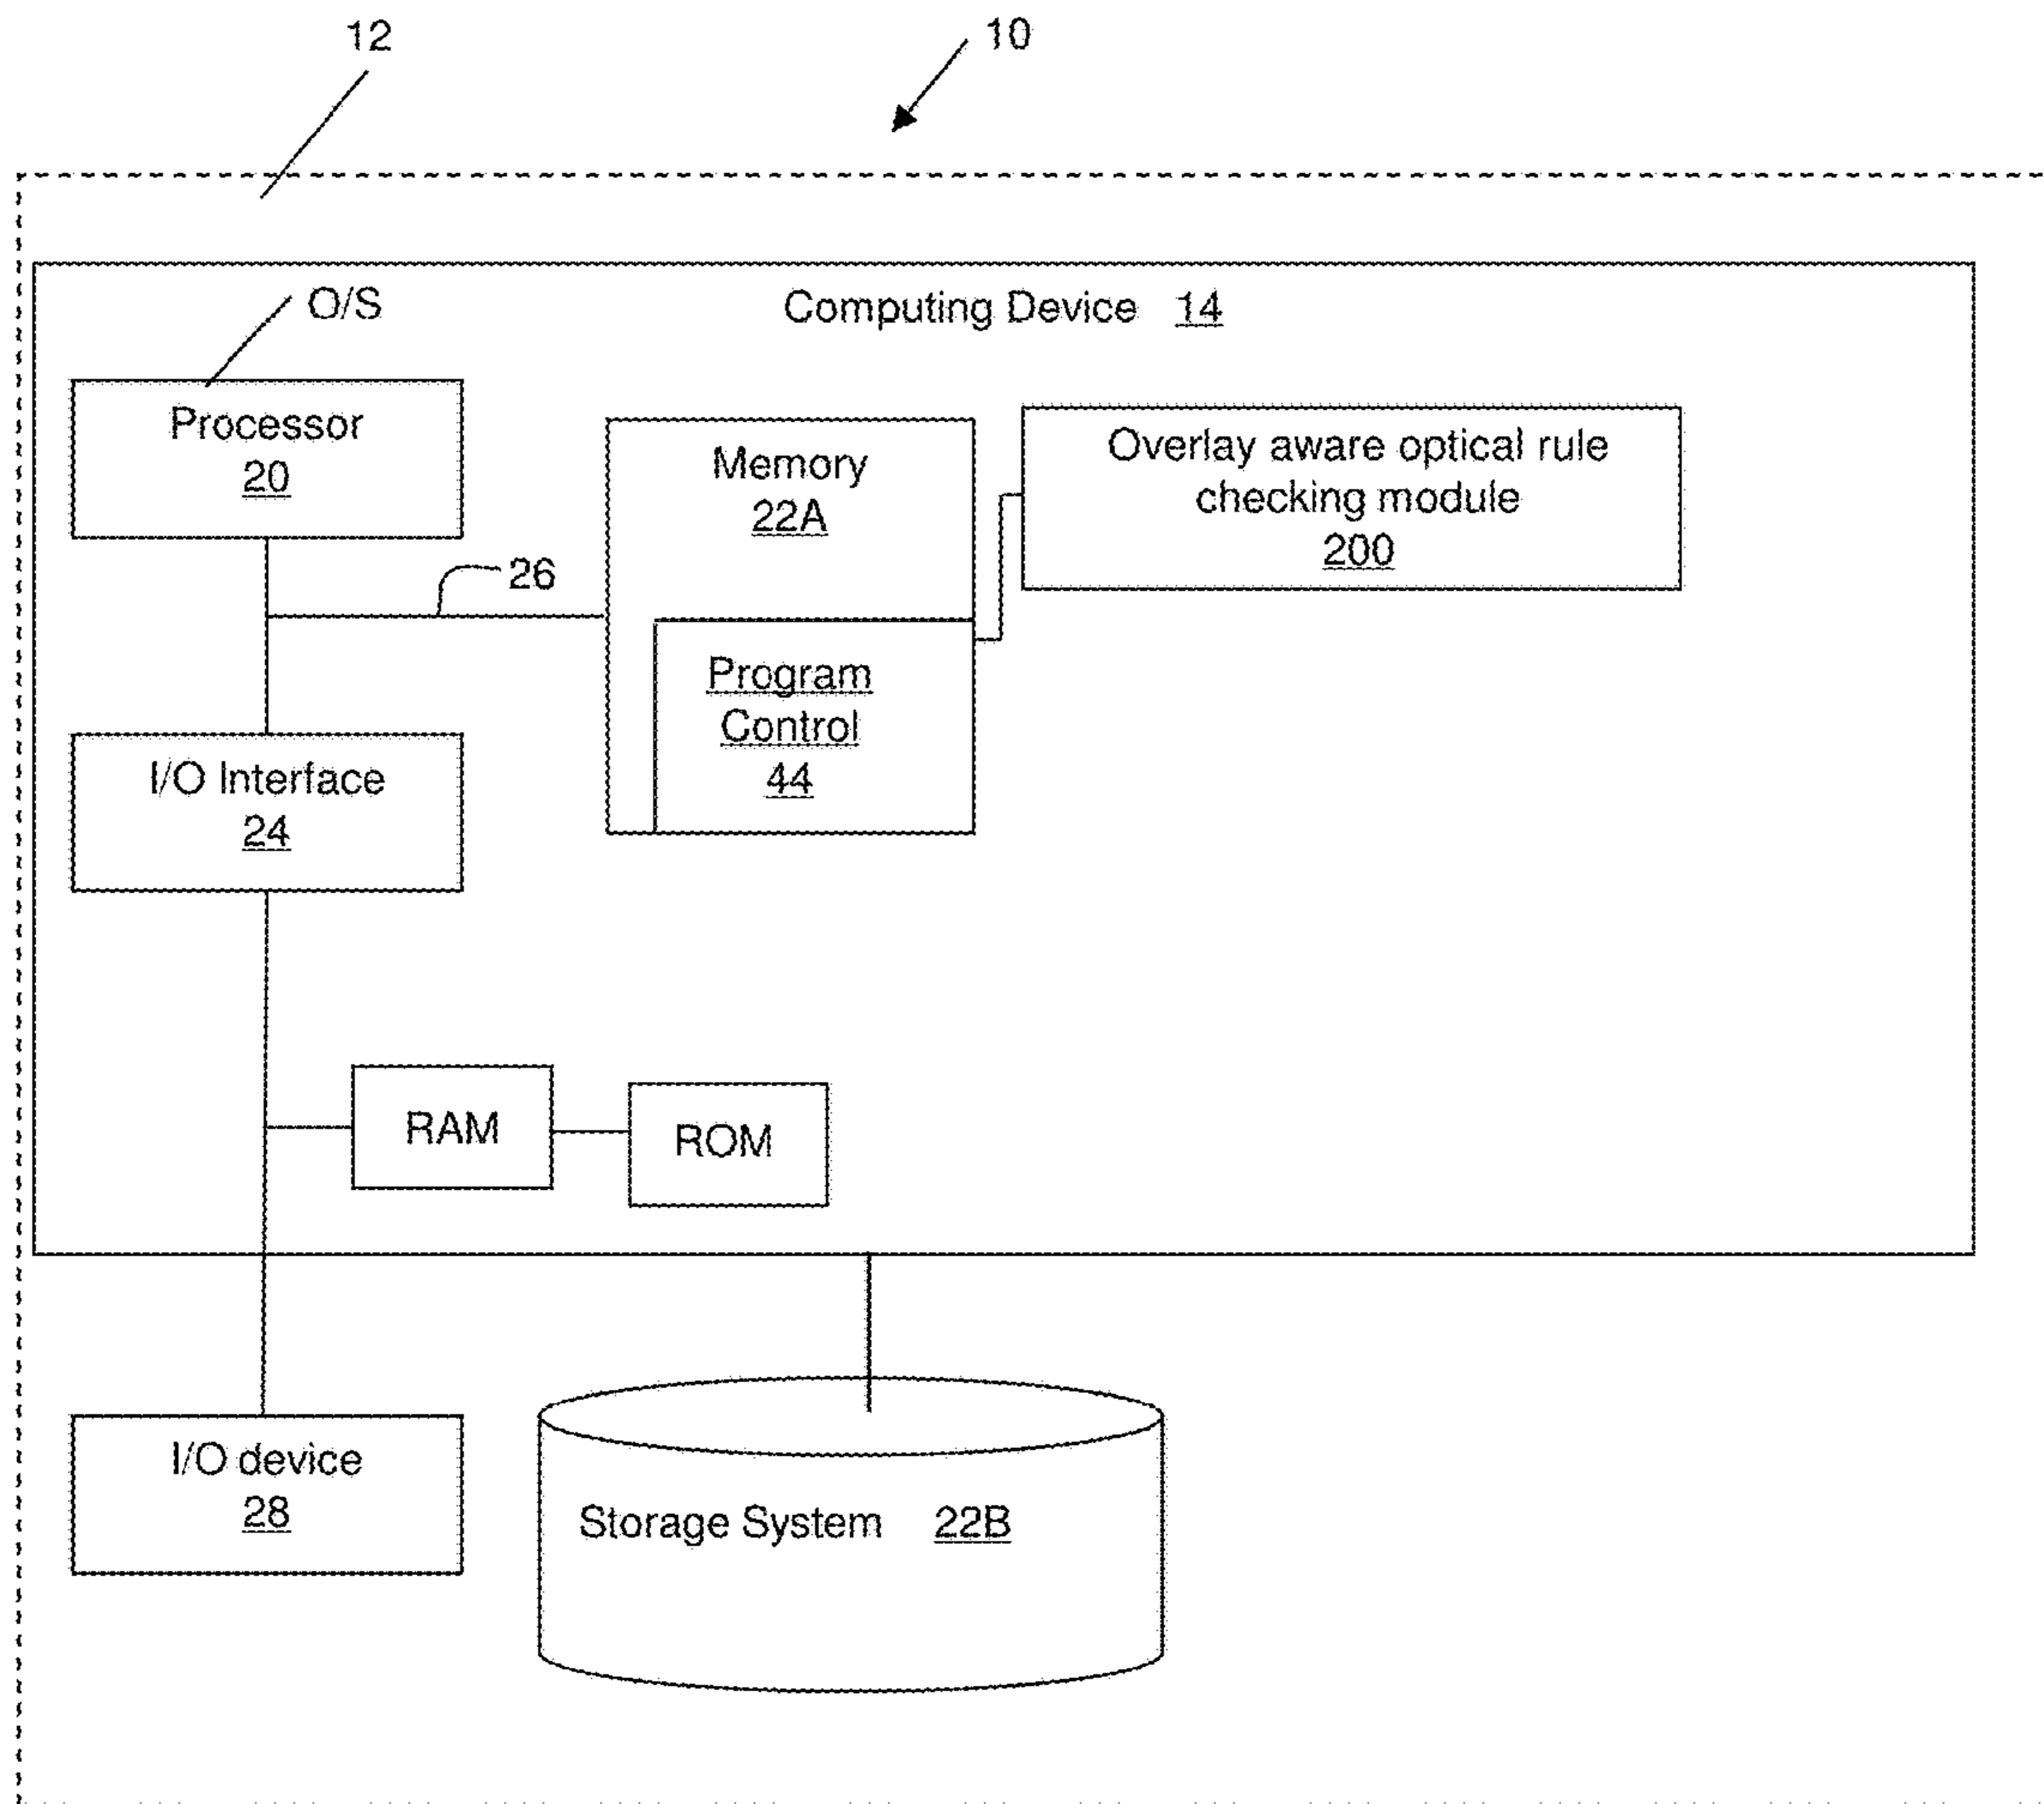 12
10
O/S
Computing Device 14
Processor
20
Memory
22A
Overlay aware optical rule
checking module
200
26
Program
Control
44
I/O Interface
24
RAM
ROM
I/O device
28
Storage System 22B